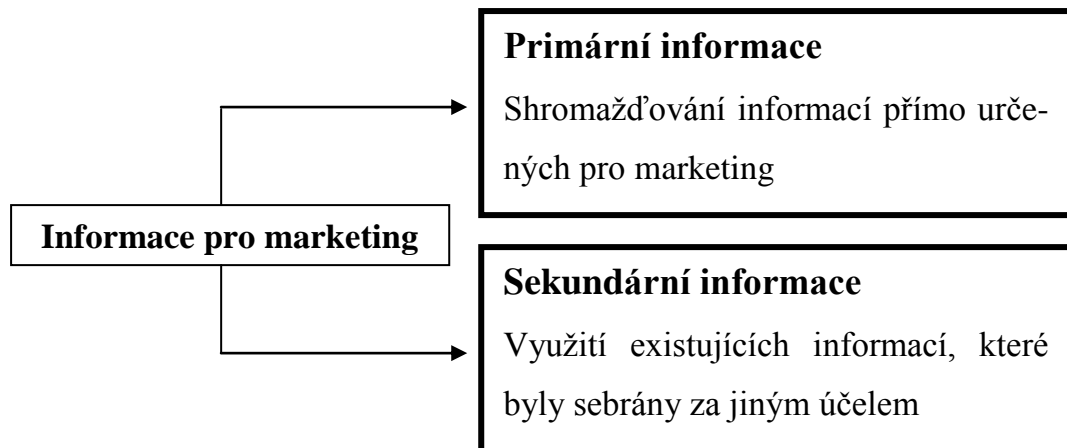 Primární informace
Shromažďování informací přímo urče-
ných pro marketing
Informace pro marketing
Sekundární informace
Využití existujících informací, které
byly sebrány za jiným účelem